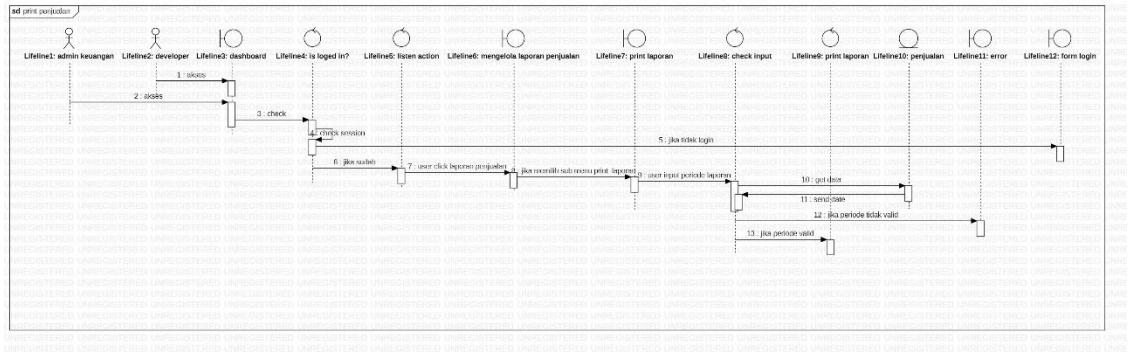 sd print penjualan
Lifeline1: admin keuangan
Lifeline2: developer
Lifeline3: dashboard
Lifeline4: is loged in?
Lifeline5: listen action
Lifeline6: mengelola laporan penjualan
Lifeline7: print laporan
Lifeline8: check input
Lifeline9: print laporan
Lifeline10: penjualan
Lifeline11: error
Lifeline12: form login
1 : akses
2 : akses
3 : check
4 : check session
5 : jika tidak login
6 : jika sudah
7 : user click laporan penjualan
8 : jika memilih sub menu print laporan
9 : user input periode laporan
10 : get data
11 : send date
12 : jika periode tidak valid
13 : jika periode valid
UNREGISTERED